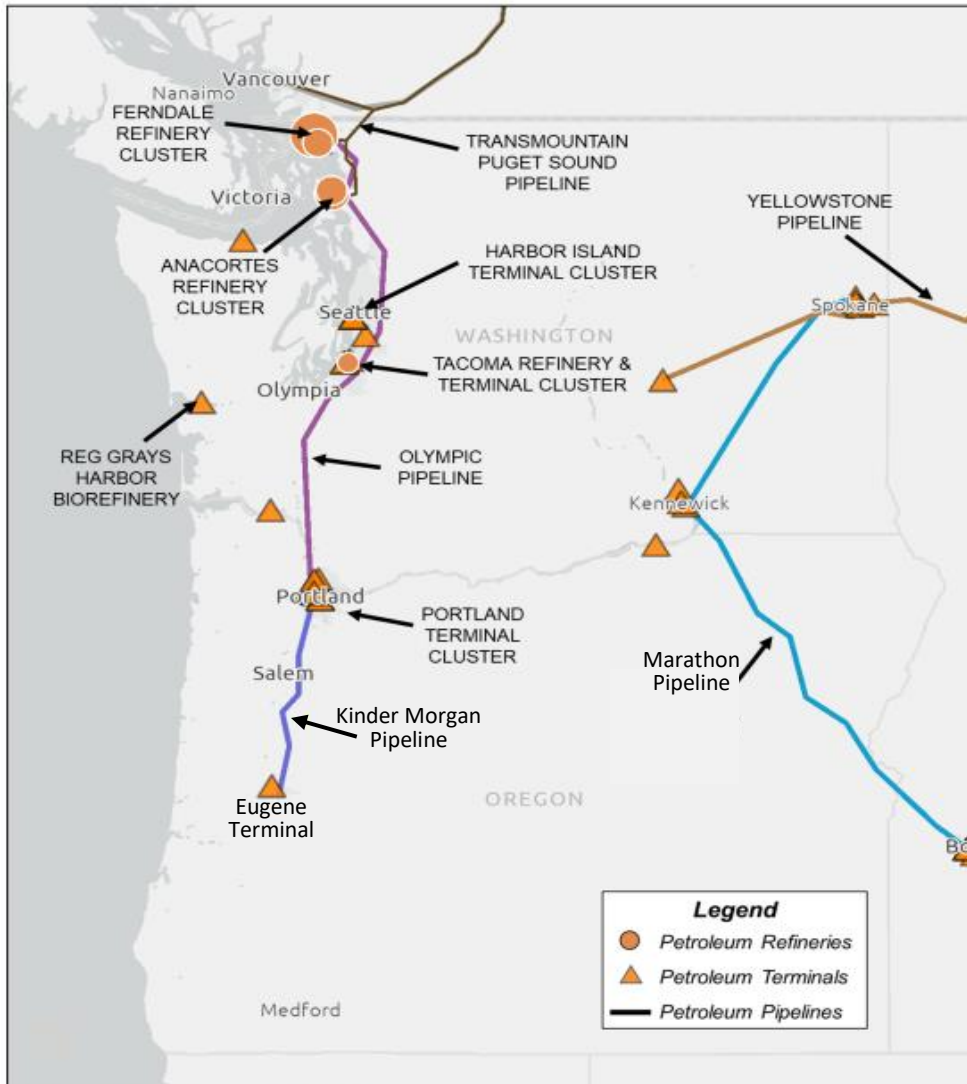 Vancouver
Nanaimo
FERNDALE
REFINERY
CLUSTER
TRANSMOUNTAIN
PUGET SOUND
PIPELINE
Victoria
YELLOWSTONE
PIPELINE
ANACORTES
REFINERY
CLUSTER
HARBOR ISLAND
TERMINAL CLUSTER
Seattle
Spokane
WASHINGTON
TACOMA REFINERY &
TERMINAL CLUSTER
Olympia
REG GRAYS
HARBOR
BIOREFINERY
OLYMPIC
PIPELINE
Kennewick
Portland
PORTLAND
TERMINAL
CLUSTER
Salem
Marathon
Pipeline
Kinder Morgan
Pipeline
Eugene
Terminal
OREGON
Bo
Legend
Petroleum Refineries
Petroleum Terminals
Petroleum Pipelines
Medford